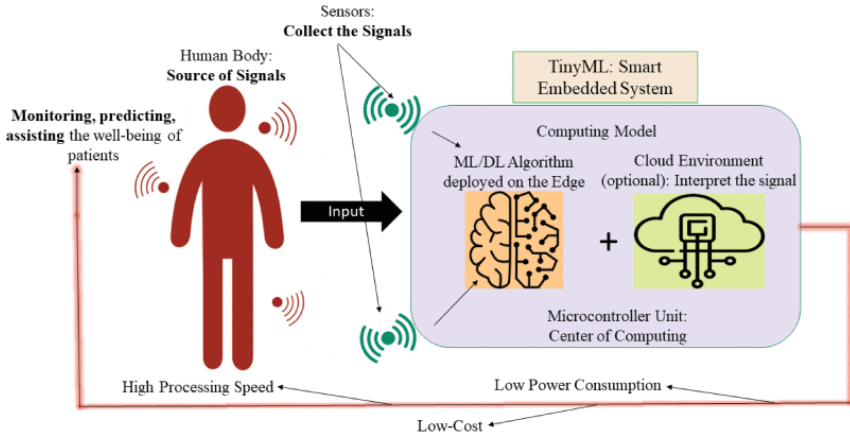 Sensors:
Collect the Signals
Human Body:
Source of Signals
TinyML: Smart
Embedded System
Monitoring, predicting,
assisting the well-being of
patients
Computing Model
ML/DL Algorithm
deployed on the Edge
Cloud Environment
(optional): Interpret the signal
Input
+
Microcontroller Unit:
Center of Computing
High Processing Speed
Low Power Consumption
Low-Cost